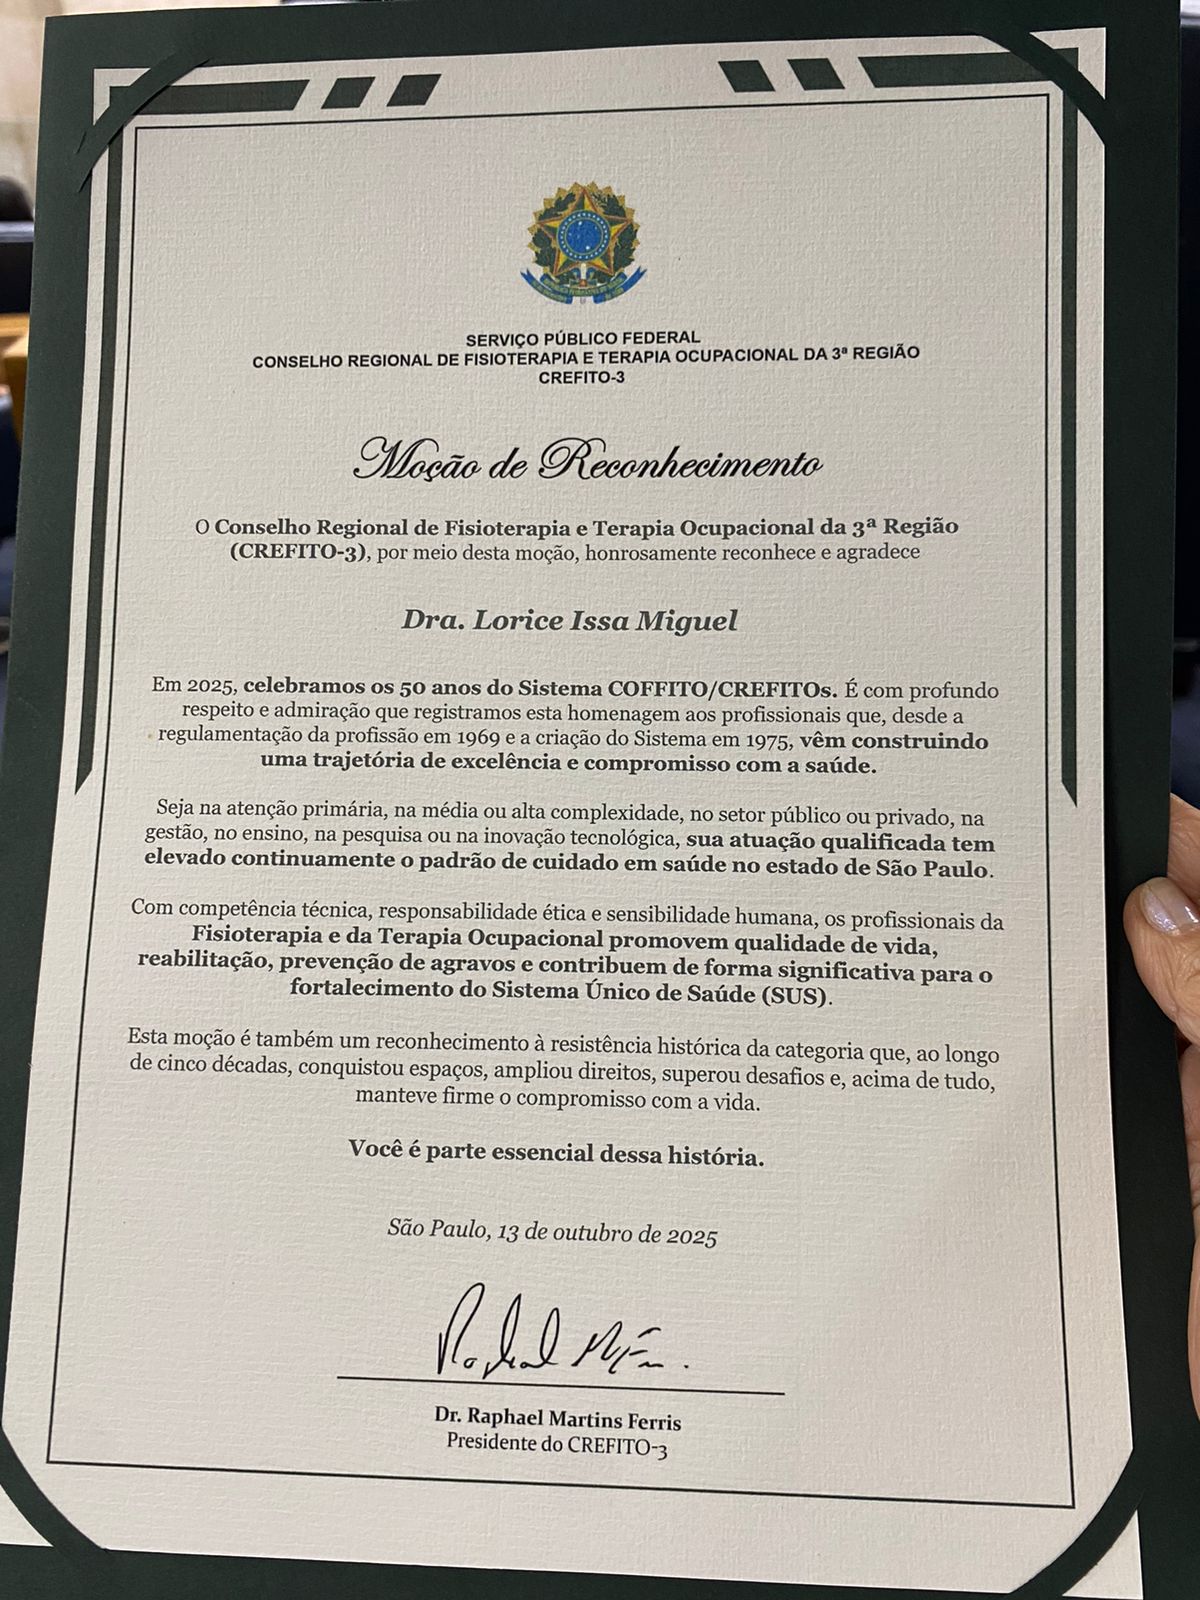 SERVIÇO PÚBLICO FEDERAL
CONSELHO REGIONAL DE FISIOTERAPIA E TERAPIA OCUPACIONAL DA 3ª REGIÃO
CREFITO-3
Moção de Reconhecimento
O Conselho Regional de Fisioterapia e Terapia Ocupacional da 3ª Região
(CREFITO-3), por meio desta moção, honrosamente reconhece e agradece
Dra. Lorice Issa Miguel
Em 2025, celebramos os 50 anos do Sistema COFFITO/CREFITOs. É com profundo
respeito e admiração que registramos esta homenagem aos profissionais que, desde a
regulamentação da profissão em 1969 e a criação do Sistema em 1975, vêm construindo
uma trajetória de excelência e compromisso com a saúde.
Seja na atenção primária, na média ou alta complexidade, no setor público ou privado, na
gestão, no ensino, na pesquisa ou na inovação tecnológica, sua atuação qualificada tem
elevado continuamente o padrão de cuidado em saúde no estado de São Paulo.
Com competência técnica, responsabilidade ética e sensibilidade humana, os profissionais da
Fisioterapia e da Terapia Ocupacional promovem qualidade de vida,
reabilitação, prevenção de agravos e contribuem de forma significativa para o
fortalecimento do Sistema Único de Saúde (SUS).
Esta moção é também um reconhecimento à resistência histórica da categoria que, ao longo
de cinco décadas, conquistou espaços, ampliou direitos, superou desafios e, acima de tudo,
manteve firme o compromisso com a vida.
Você é parte essencial dessa história.
São Paulo, 13 de outubro de 2025
Dr. Raphael Martins Ferris
Presidente do CREFITO-3